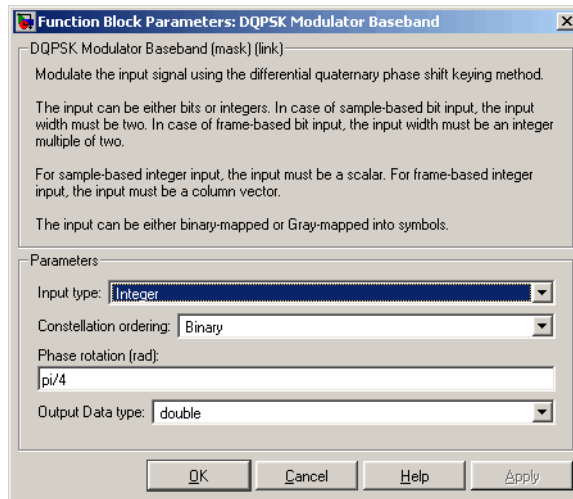 Function Block Parameters: DQPSK Modulator Baseband
DQPSK Modulator Baseband (mask) (link)
Modulate the input signal using the differential quaternary phase shift keying method.
The input can be either bits or integers. In case of sample-based bit input, the input
width must be two. In case of frame-based bit input, the input width must be an integer
multiple of two.
For sample-based integer input, the input must be a scalar. For frame-based integer
input, the input must be a column vector.
The input can be either binary-mapped or Gray-mapped into symbols.
Parameters
Input type: Integer
Constellation ordering: Binary
Phase rotation (rad):
pi/4
Output Data type: double
OK Cancel Help Apply